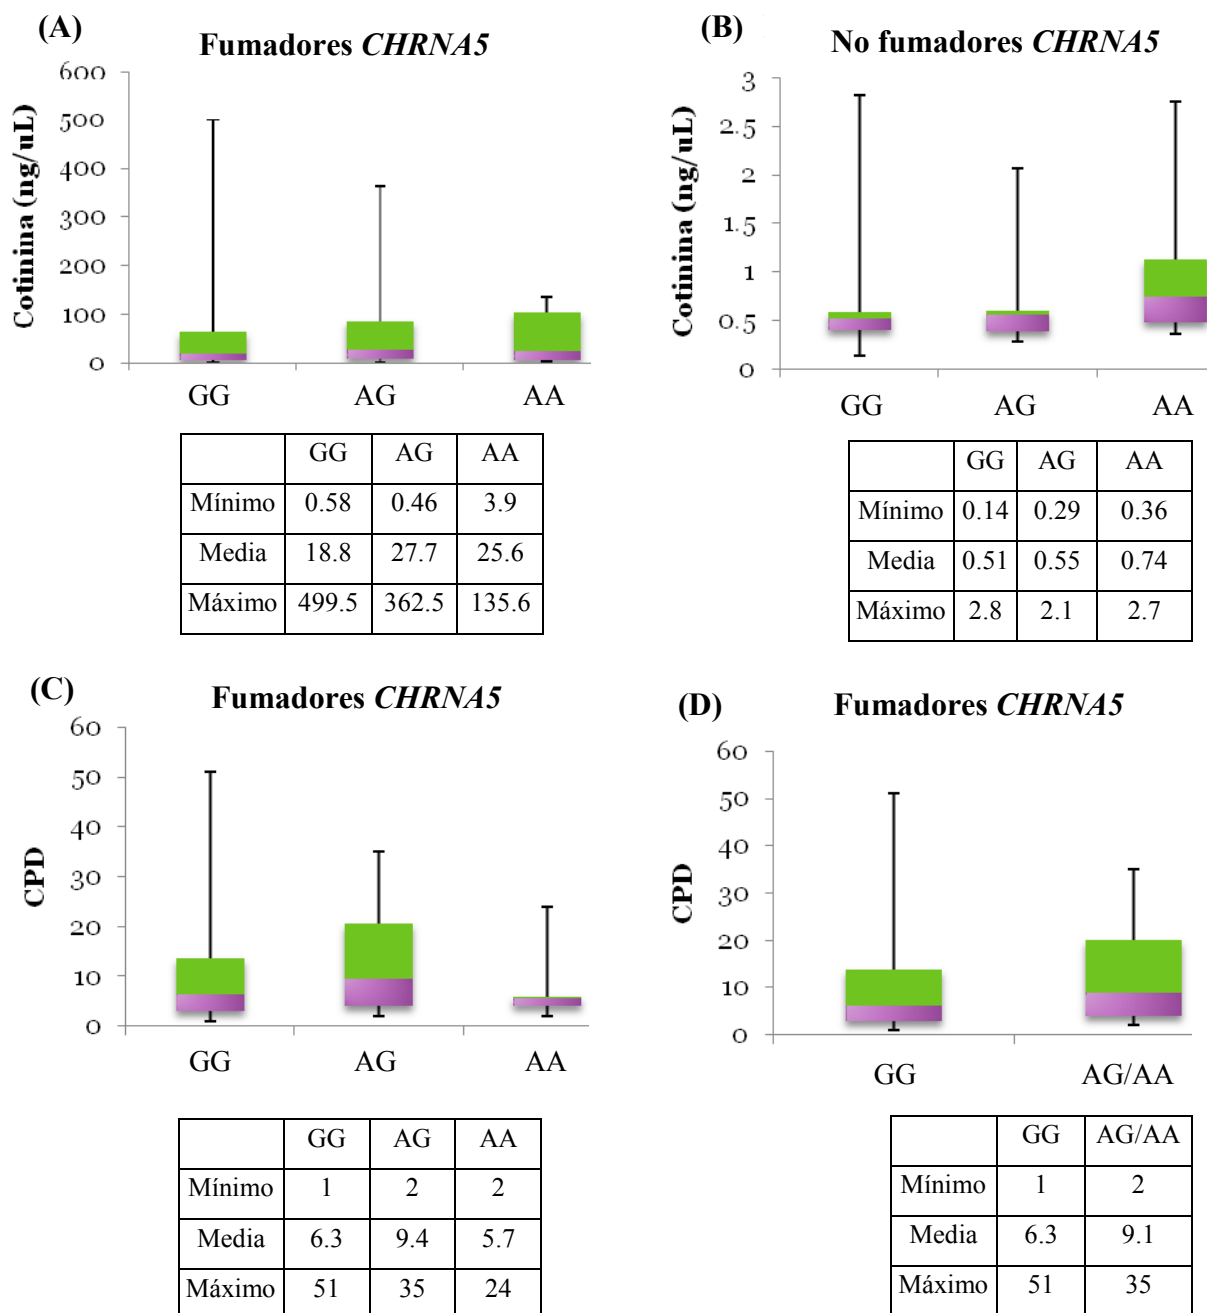 (A)
Fumadores CHRNA5
600
500
400
300
200
100
0
Cotinina (ng/uL)
GG AG AA
GG AG AA
Mínimo 0.58 0.46 3.9
Media 18.8 27.7 25.6
Máximo 499.5 362.5 135.6
(B)
No fumadores CHRNA5
3
2.5
2
1.5
1
0.5
0
Cotinina (ng/uL)
GG AG AA
GG AG AA
Mínimo 0.14 0.29 0.36
Media 0.51 0.55 0.74
Máximo 2.8 2.1 2.7
(C)
Fumadores CHRNA5
60
50
40
30
20
10
0
CPD
GG AG AA
GG AG AA
Mínimo 1 2 2
Media 6.3 9.4 5.7
Máximo 51 35 24
(D)
Fumadores CHRNA5
60
50
40
30
20
10
0
CPD
GG AG/AA
GG AG/AA
Mínimo 1 2
Media 6.3 9.1
Máximo 51 35